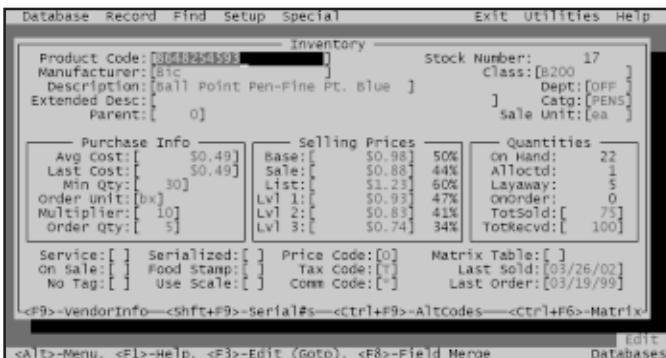 Database Record Find Setup Special Exit Utilities Help
Inventory
Product Code:[8648254593 ] Stock Number: 17
Manufacturer:[Bic ] Class:[B200 ]
Description:[Ball Point Pen-Fine Pt. Blue ] Dept:[OFF ]
Extended Desc:[ ] Catg:[PENS]
Parent:[ 0] Sale Unit:[ea ]
Purchase Info Selling Prices Quantities
Avg Cost:[ $0.49] Base:[ $0.98] 50% On Hand: 22
Last Cost:[ $0.49] Sale:[ $0.88] 44% Alloctd: 1
Min Qty:[ 30] List:[ $1.23] 60% Layaway: 5
Order Unit:[bx] Lvl 1:[ $0.93] 47% OnOrder: 0
Multiplier:[ 10] Lvl 2:[ $0.83] 41% TotSold:[ 75]
Order Qty:[ 5] Lvl 3:[ $0.74] 34% TotRecvd:[ 100]
Service:[ ] Serialized:[ ] Price Code:[O] Matrix Table:[ ]
On Sale:[ ] Food Stamp:[ ] Tax Code:[T] Last Sold:[03/26/02]
No Tag:[ ] Use Scale:[ ] Comm Code:[*] Last Order:[03/19/99]
<F9>-VendorInfo—<Shft+F9>-Serial#s—<Ctrl+F9>-AltCodes—<Ctrl+F6>-Matrix
Edit
<Alt>-Menu, <F1>-Help, <F3>-Edit (Goto), <F8>-Field Merge Databases